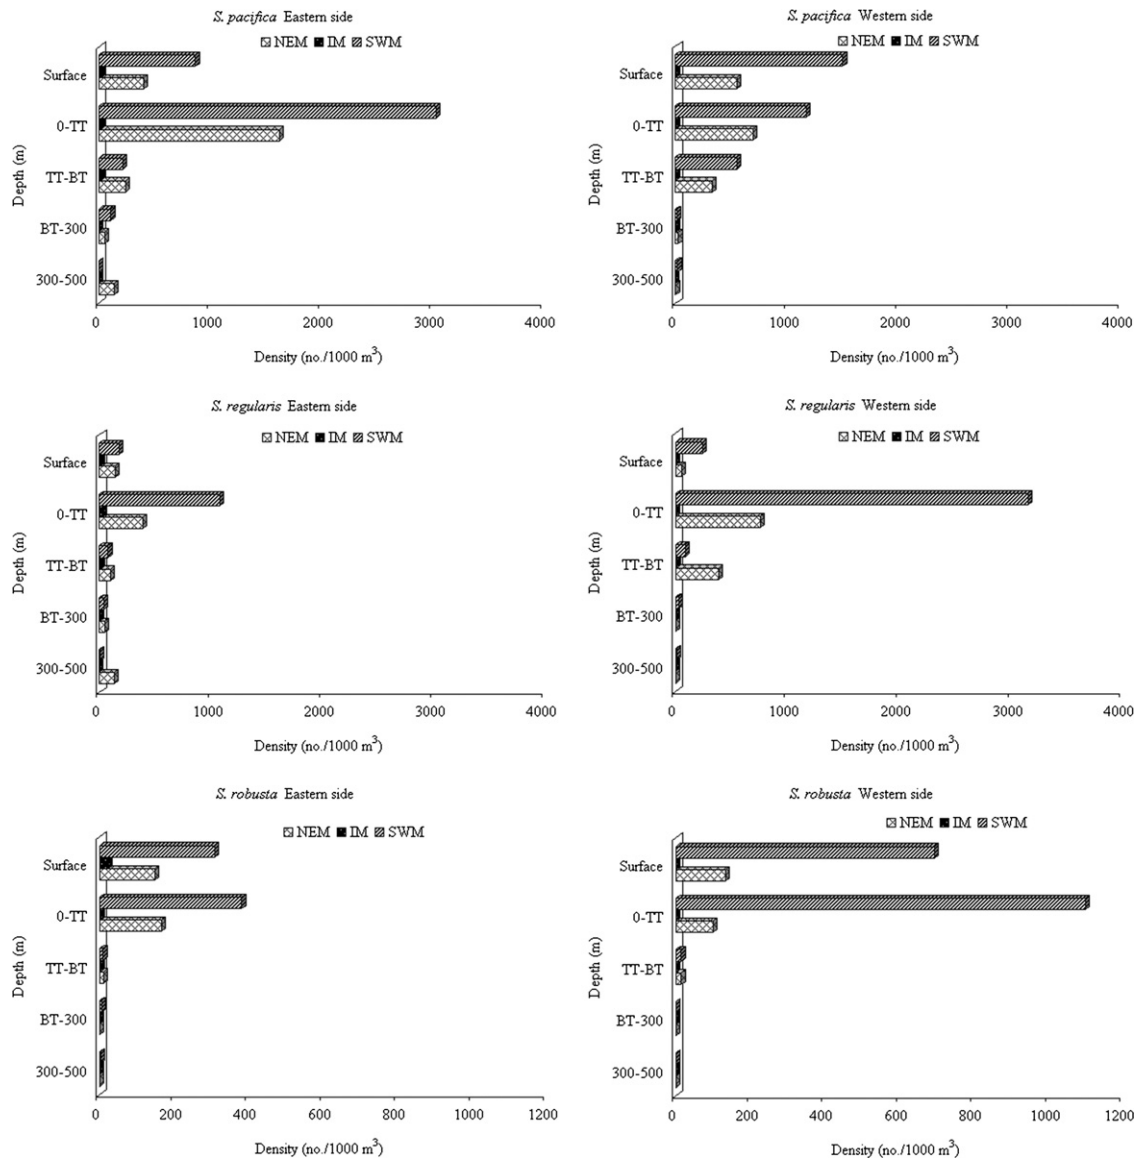 S. pacifica Eastern side
NEM IM SWM
Depth (m)
Surface
0-TT
TT-BT
BT-300
300-500
0 1000 2000 3000 4000
Density (no./1000 m³)
S. pacifica Western side
NEM IM SWM
Depth (m)
Surface
0-TT
TT-BT
BT-300
300-500
0 1000 2000 3000 4000
Density (no./1000 m³)
S. regularis Eastern side
NEM IM SWM
Depth (m)
Surface
0-TT
TT-BT
BT-300
300-500
0 1000 2000 3000 4000
Density (no./1000 m³)
S. regularis Western side
NEM IM SWM
Depth (m)
Surface
0-TT
TT-BT
BT-300
300-500
0 1000 2000 3000 4000
Density (no./1000 m³)
S. robusta Eastern side
NEM IM SWM
Depth (m)
Surface
0-TT
TT-BT
BT-300
300-500
0 200 400 600 800 1000 1200
Density (no./1000 m³)
S. robusta Western side
NEM IM SWM
Depth (m)
Surface
0-TT
TT-BT
BT-300
300-500
0 200 400 600 800 1000 1200
Density (no./1000 m³)